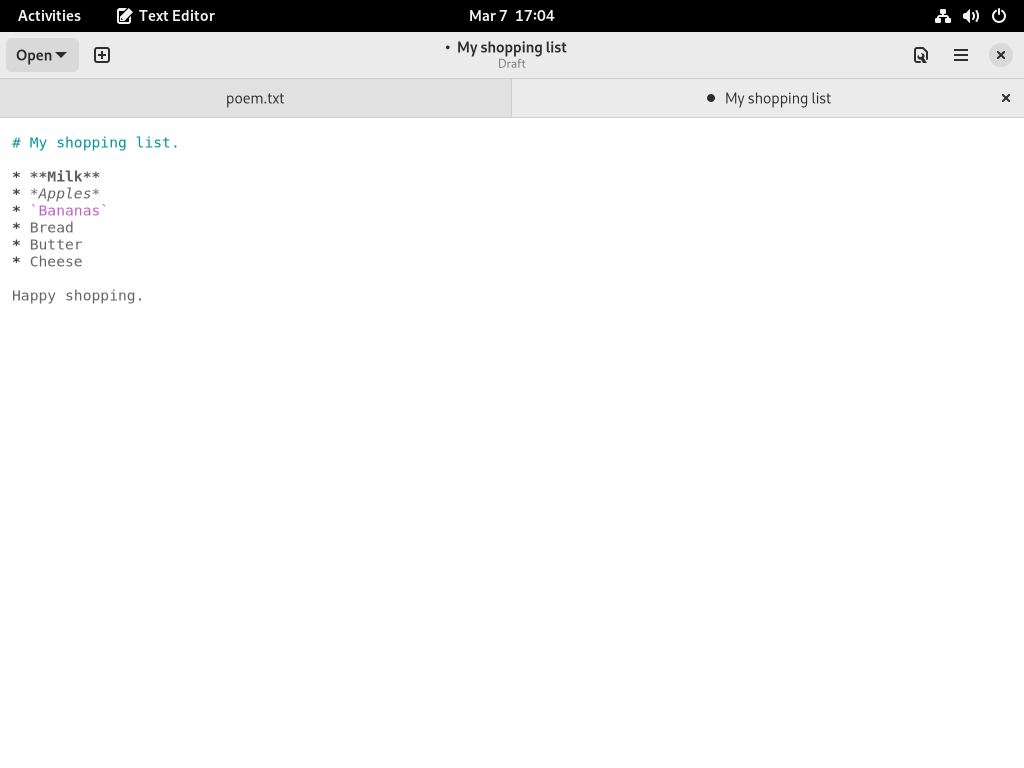 Activities Text Editor Mar 7 17:04
Open • My shopping list
Draft
poem.txt • My shopping list
# My shopping list.
* **Milk**
* *Apples*
* `Bananas`
* Bread
* Butter
* Cheese
Happy shopping.